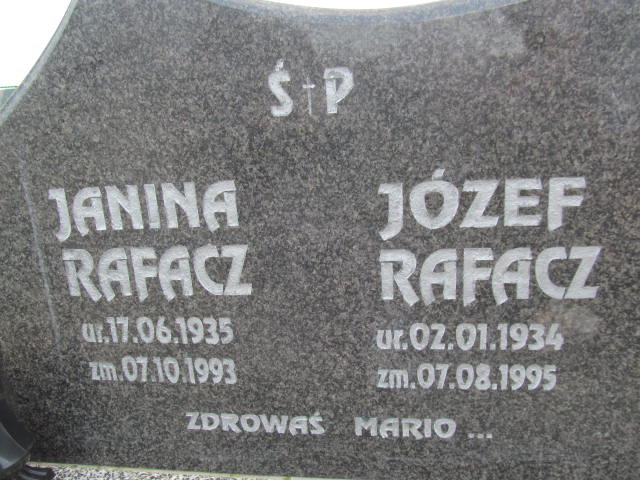 Ś†P
JANINA
RAFACZ
ur.17.06.1935
zm.07.10.1993
JÓZEF
RAFACZ
ur.02.01.1934
zm.07.08.1995
ZDROWAŚ MARIO ...